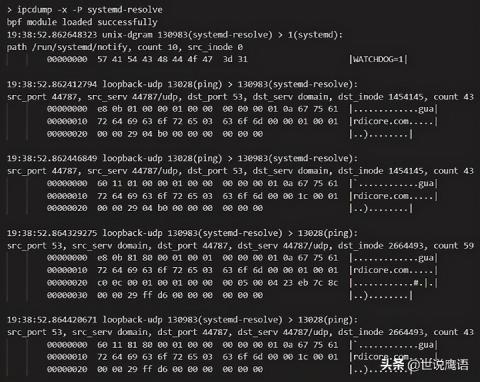 > ipcdump -x -P systemd-resolve
bpf module loaded successfully
19:38:52.862648323 unix-dgram 130983(systemd-resolve) > 1(systemd):
path /run/systemd/notify, count 10, src_inode 0
00000000 57 41 54 43 48 44 4f 47 3d 31 |WATCHDOG=1|
19:38:52.862412794 loopback-udp 13028(ping) > 130983(systemd-resolve):
src_port 44787, src_serv 44787/udp, dst_port 53, dst_serv domain, dst_inode 1454145, count 43
00000000 e8 0b 01 00 00 01 00 00 00 00 00 01 0a 67 75 61 |.............gua|
00000010 72 64 69 63 6f 72 65 03 63 6f 6d 00 00 01 00 01 |rdicore.com.....|
00000020 00 00 29 04 b0 00 00 00 00 00 00 |..)........|
19:38:52.862446849 loopback-udp 13028(ping) > 130983(systemd-resolve):
src_port 44787, src_serv 44787/udp, dst_port 53, dst_serv domain, dst_inode 1454145, count 43
00000000 60 11 01 00 00 01 00 00 00 00 00 01 0a 67 75 61 |`............gua|
00000010 72 64 69 63 6f 72 65 03 63 6f 6d 00 00 1c 00 01 |rdicore.com.....|
00000020 00 00 29 04 b0 00 00 00 00 00 00 |..)........|
19:38:52.864329275 loopback-udp 130983(systemd-resolve) > 13028(ping):
src_port 53, src_serv domain, dst_port 44787, dst_serv 44787/udp, dst_inode 2664493, count 59
00000000 e8 0b 81 80 00 01 00 01 00 00 00 01 0a 67 75 61 |.............gua|
00000010 72 64 69 63 6f 72 65 03 63 6f 6d 00 00 01 00 01 |rdicore.com.....|
00000020 c0 0c 00 01 00 01 00 00 00 05 00 04 23 eb 7c 8c |............#.|.|
00000030 00 00 29 ff d6 00 00 00 00 00 00 |..)........|
19:38:52.864420671 loopback-udp 130983(systemd-resolve) > 13028(ping):
src_port 53, src_serv domain, dst_port 44787, dst_serv 44787/udp, dst_inode 2664493, count 43
00000000 60 11 81 80 00 01 00 00 00 00 00 01 0a 67 75 61 |`............gua|
00000010 72 64 69 63 6f 72 65 03 63 6f 6d 00 00 1c 00 01 |rdicore.com.....|
00000020 00 00 29 ff d6 00 00 00 00 00 00 |..)........|
头条 @世说鹰语